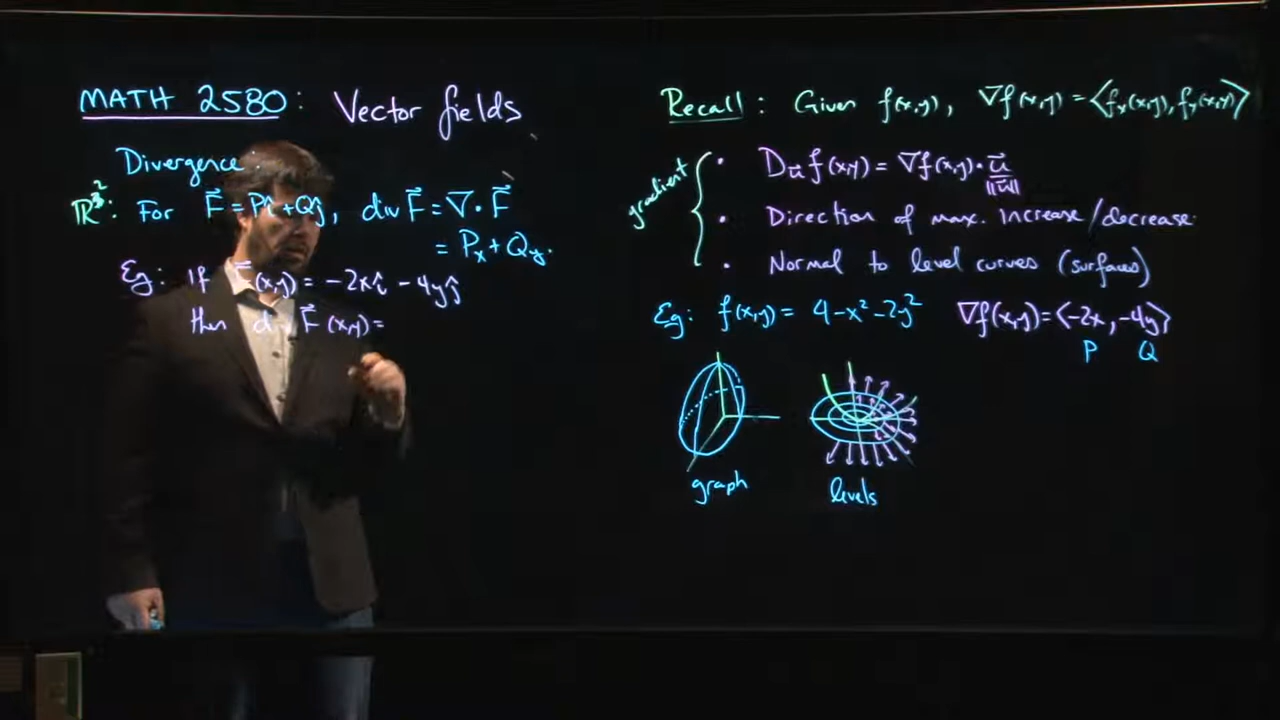 MATH 2580: Vector fields
Divergence:
ℝ²: For F⃗ = Pî + Qĵ, div F⃗ = ∇ · F⃗
= Pₓ + Q_y.
Eg: If F⃗(x,y) = -2xî - 4yĵ
then d F⃗(x,y) =
Recall: Given f(x,y), ∇f(x,y) = ⟨fₓ(x,y), f_y(x,y)⟩
gradient
• D_u⃗ f(x,y) = ∇f(x,y) · u⃗/||u⃗||
• Direction of max. increase/decrease.
• Normal to level curves (surfaces)
Eg: f(x,y) = 4 - x² - 2y² ∇f(x,y) = ⟨-2x, -4y⟩
P Q
graph levels